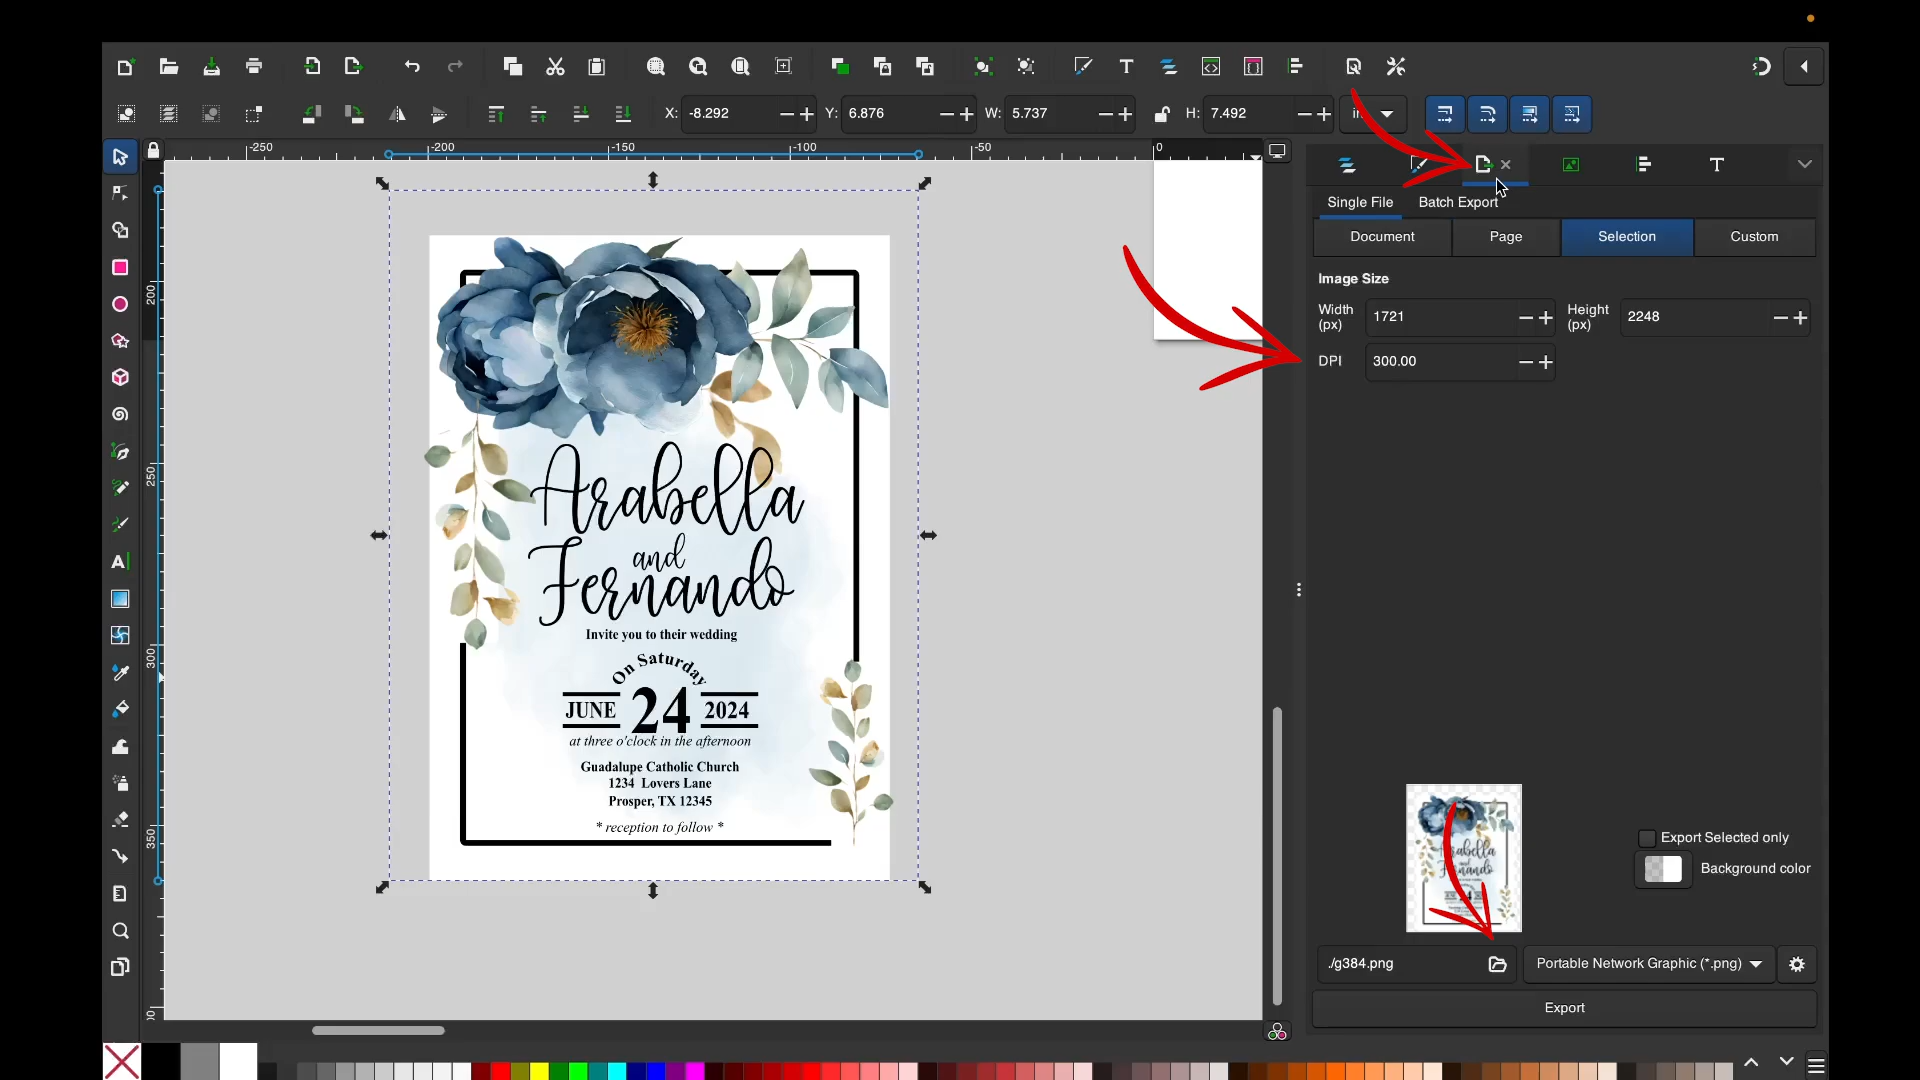 X: -8.292
Y: 6.876
W: 5.737
H: 7.492
-250
-200
-150
-100
-50
0
200
250
300
350
Single File
Batch Export
Document
Page
Selection
Custom
Image Size
Width (px)
1721
Height (px)
2248
DPI
300.00
Arabella
and
Fernando
Invite you to their wedding
On Saturday
JUNE 24 2024
at three o'clock in the afternoon
Guadalupe Catholic Church
1234 Lovers Lane
Prosper, TX 12345
* reception to follow *
Export Selected only
Background color
./g384.png
Portable Network Graphic (*.png)
Export